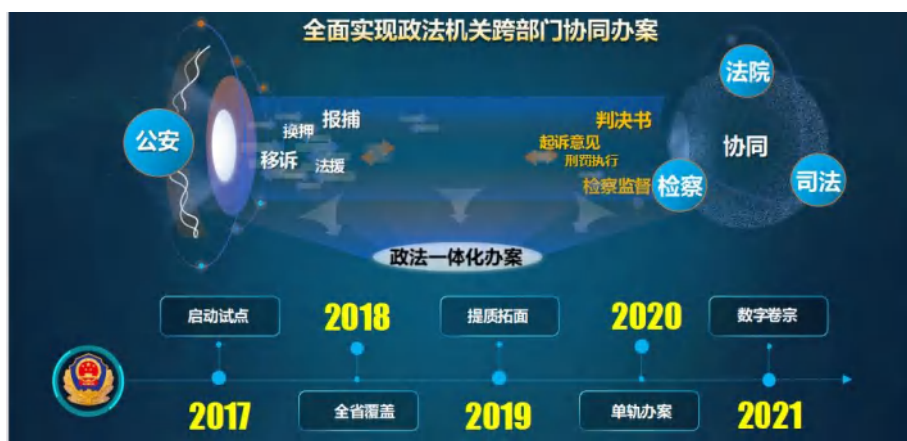 全面实现政法机关跨部门协同办案
法院
公安
换押 报捕
移诉 法援
判决书
起诉意见
刑罚执行
检察监督
检察
协同
司法
政法一体化办案
启动试点 2018 提质拓面 2020 数字卷宗
2017 全省覆盖 2019 单轨办案 2021